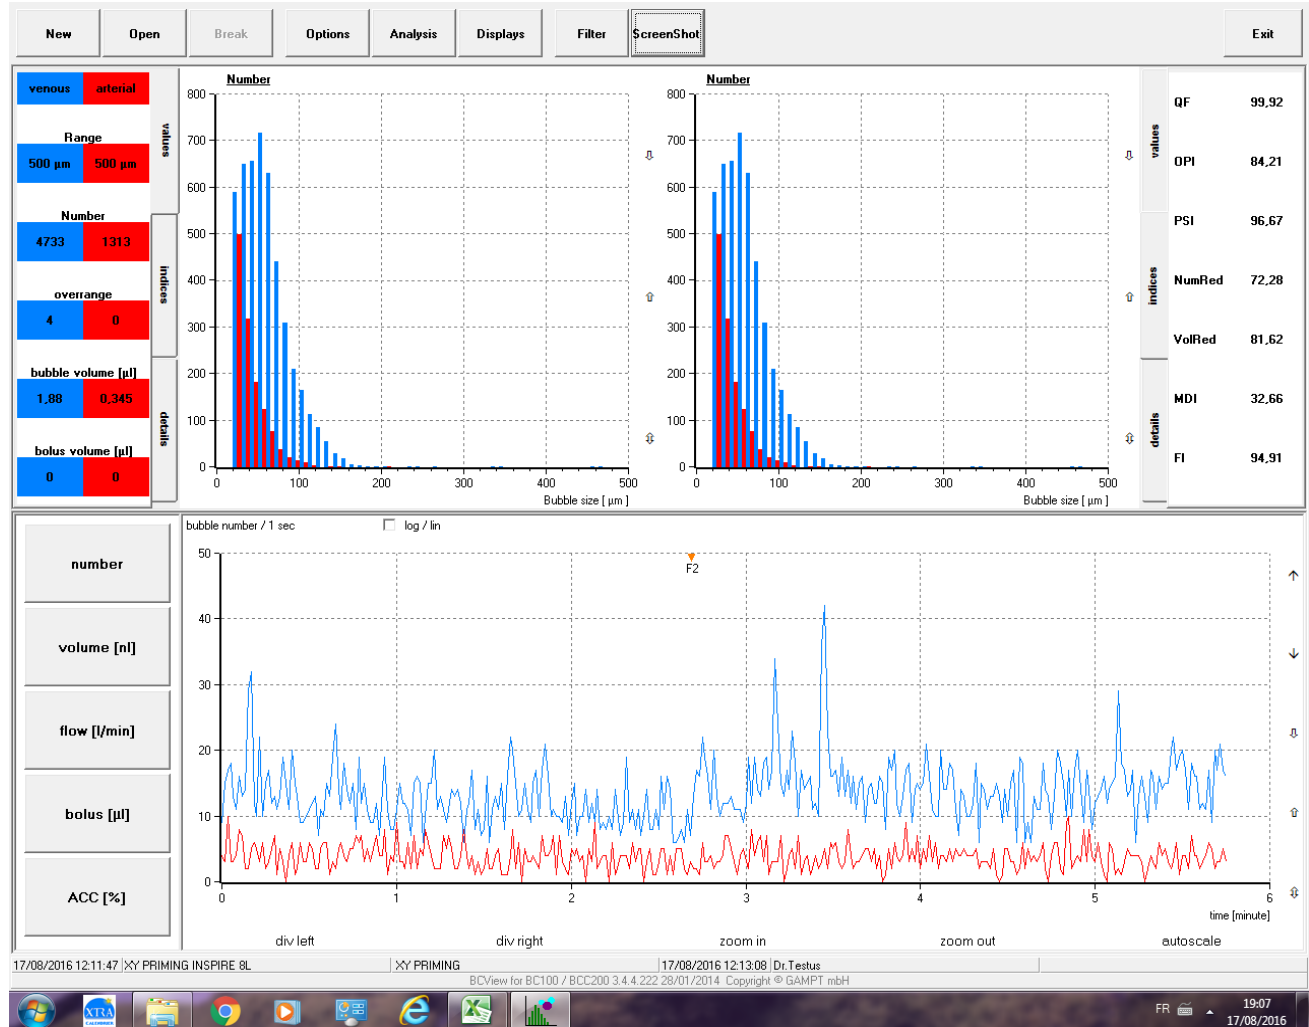 New Open Break Options Analysis Displays Filter ScreenShot Exit
venous arterial
Range
500 µm 500 µm
Number
4733 1313
overrange
4 0
bubble volume [µl]
1,88 0,345
bolus volume [µl]
0 0
values
indices
details
Number
800
700
600
500
400
300
200
100
0
0 100 200 300 400 500
Bubble size [ µm ]
Number
800
700
600
500
400
300
200
100
0
0 100 200 300 400 500
Bubble size [ µm ]
values
indices
details
QF 99,92
OPI 84,21
PSI 96,67
NumRed 72,28
VolRed 81,62
MDI 32,66
FI 94,91
number
volume [nl]
flow [l/min]
bolus [µl]
ACC [%]
bubble number / 1 sec log / lin
50
40
30
20
10
0
F2
0 1 2 3 4 5 6
time [minute]
div left div right zoom in zoom out autoscale
17/08/2016 12:11:47 XY PRIMING INSPIRE 8L XY PRIMING 17/08/2016 12:13:08 Dr.Testus
BCView for BC100 / BCC200 3.4.4.222 28/01/2014 Copyright © GAMPT mbH
XTRA
FR 19:07
17/08/2016